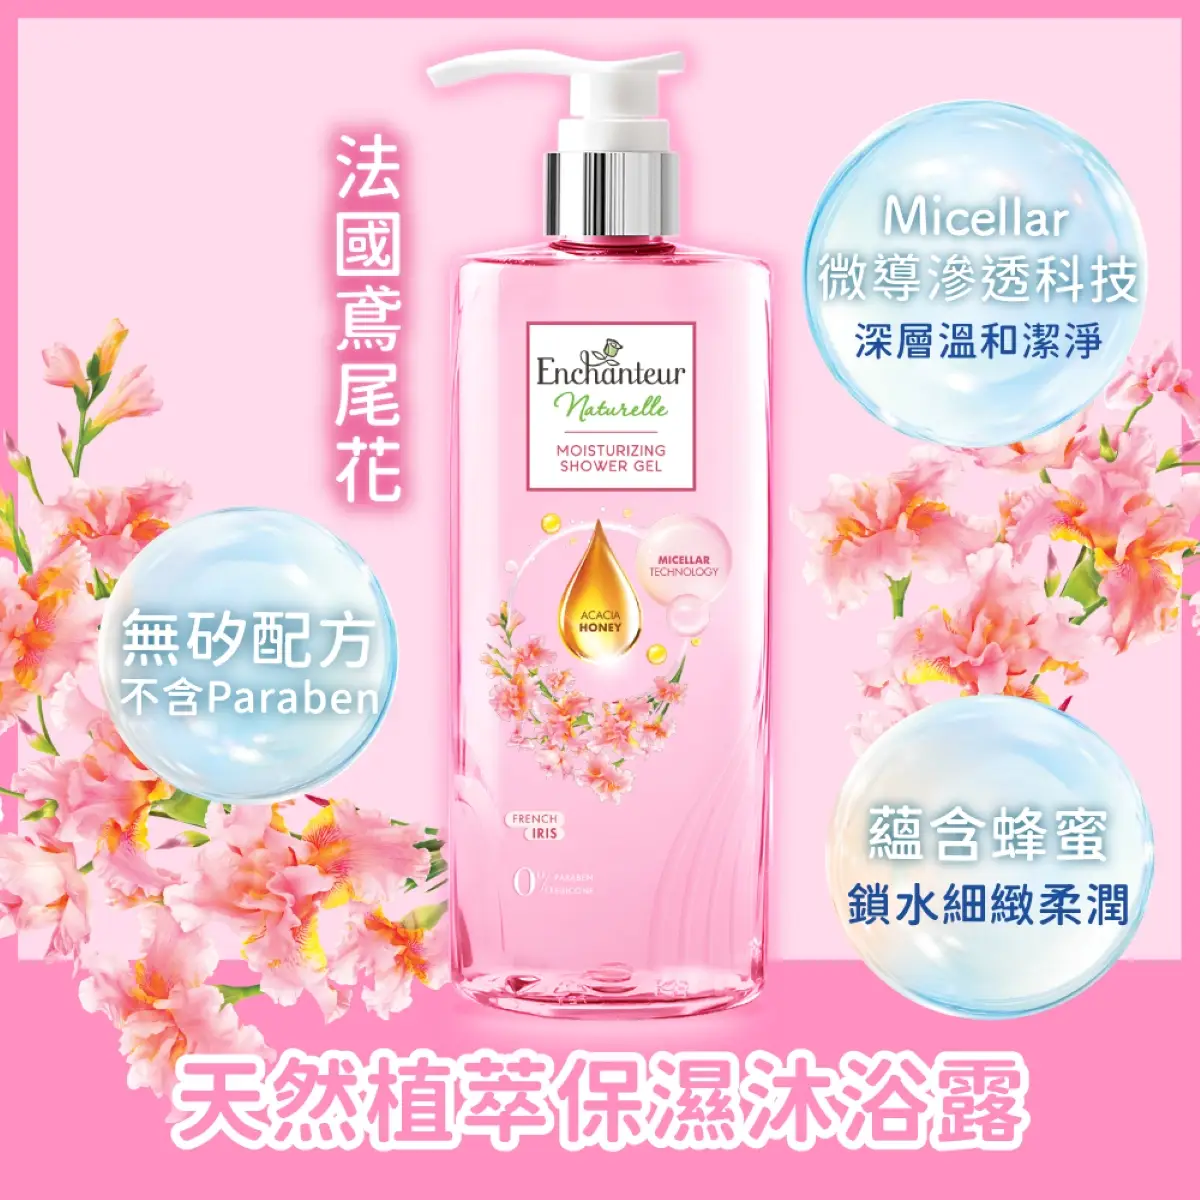 法國鳶尾花
Micellar
微導滲透科技
深層溫和潔淨
Enchanteur
Naturelle
MOISTURIZING
SHOWER GEL
MICELLAR
TECHNOLOGY
ACACIA
HONEY
無矽配方
不含Paraben
FRENCH
IRIS
0%
PARABEN
蘊含蜂蜜
鎖水細緻柔潤
天然植萃保濕沐浴露